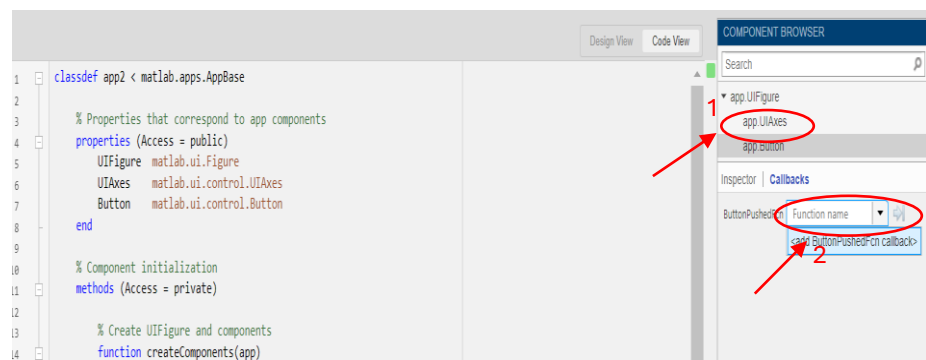 Design View Code View
COMPONENT BROWSER
Search
1 classdef app2 < matlab.apps.AppBase
2
3 % Properties that correspond to app components
4 properties (Access = public)
5 UIFigure matlab.ui.Figure
6 UIAxes matlab.ui.control.UIAxes
7 Button matlab.ui.control.Button
8 end
9
10 % Component initialization
11 methods (Access = private)
12
13 % Create UIFigure and components
14 function createComponents(app)
app.UIFigure
1
app.UIAxes
app.Button
Inspector | Callbacks
ButtonPushedFcn Function name
<add ButtonPushedFcn callback>
2